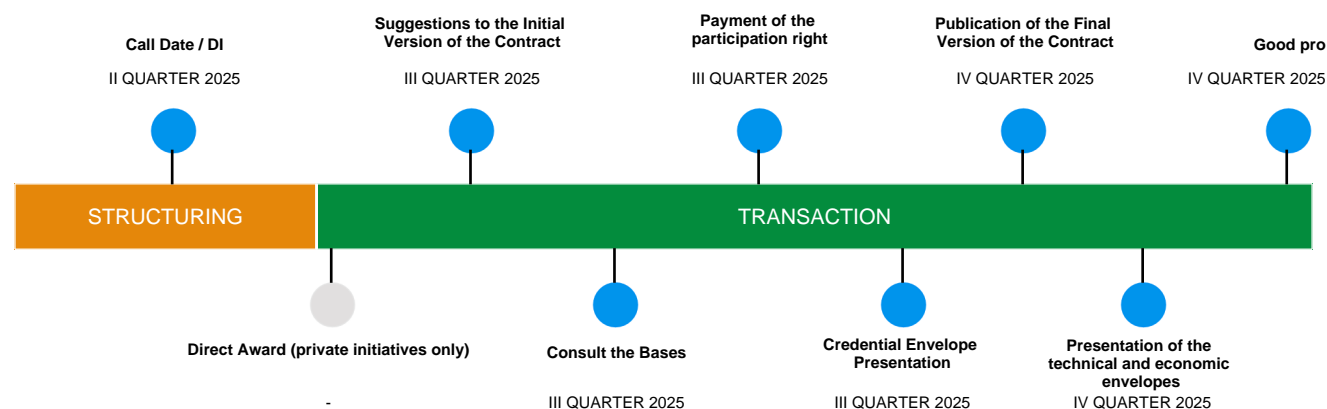 Call Date / DI
II QUARTER 2025
Suggestions to the Initial
Version of the Contract
III QUARTER 2025
Payment of the
participation right
III QUARTER 2025
Publication of the Final
Version of the Contract
IV QUARTER 2025
Good pro
IV QUARTER 2025
STRUCTURING
TRANSACTION
Direct Award (private initiatives only)
-
Consult the Bases
III QUARTER 2025
Credential Envelope
Presentation
III QUARTER 2025
Presentation of the
technical and economic
envelopes
IV QUARTER 2025